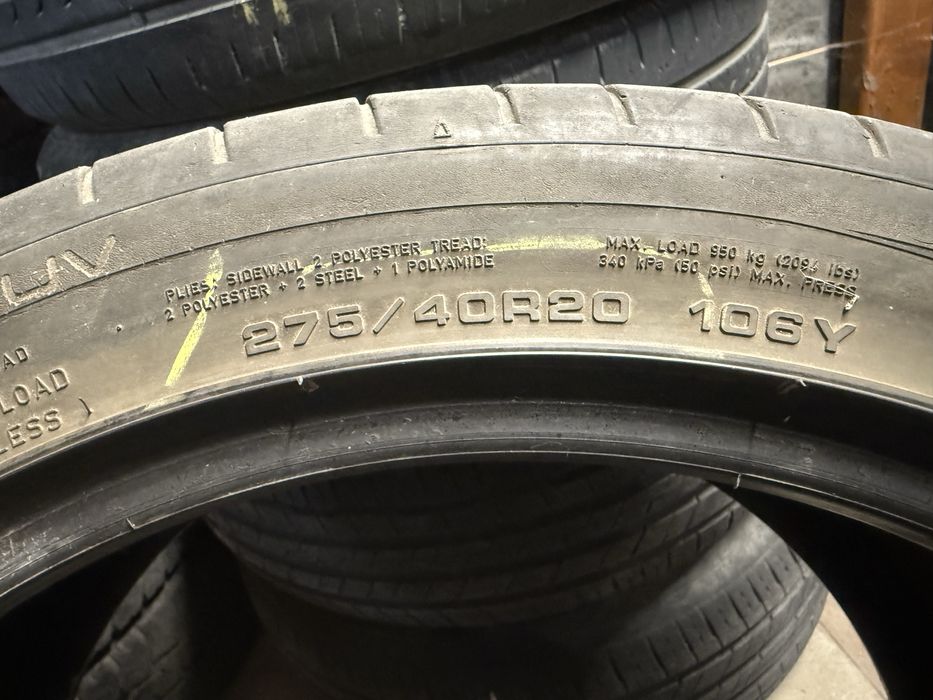 PLIES: SIDEWALL 2 POLYESTER TREAD:
2 POLYESTER + 2 STEEL + 1 POLYAMIDE
MAX. LOAD 950 kg (2094 lbs)
340 kPa (50 psi) MAX. PRESS
275/40R20 106Y
LOAD
LESS )